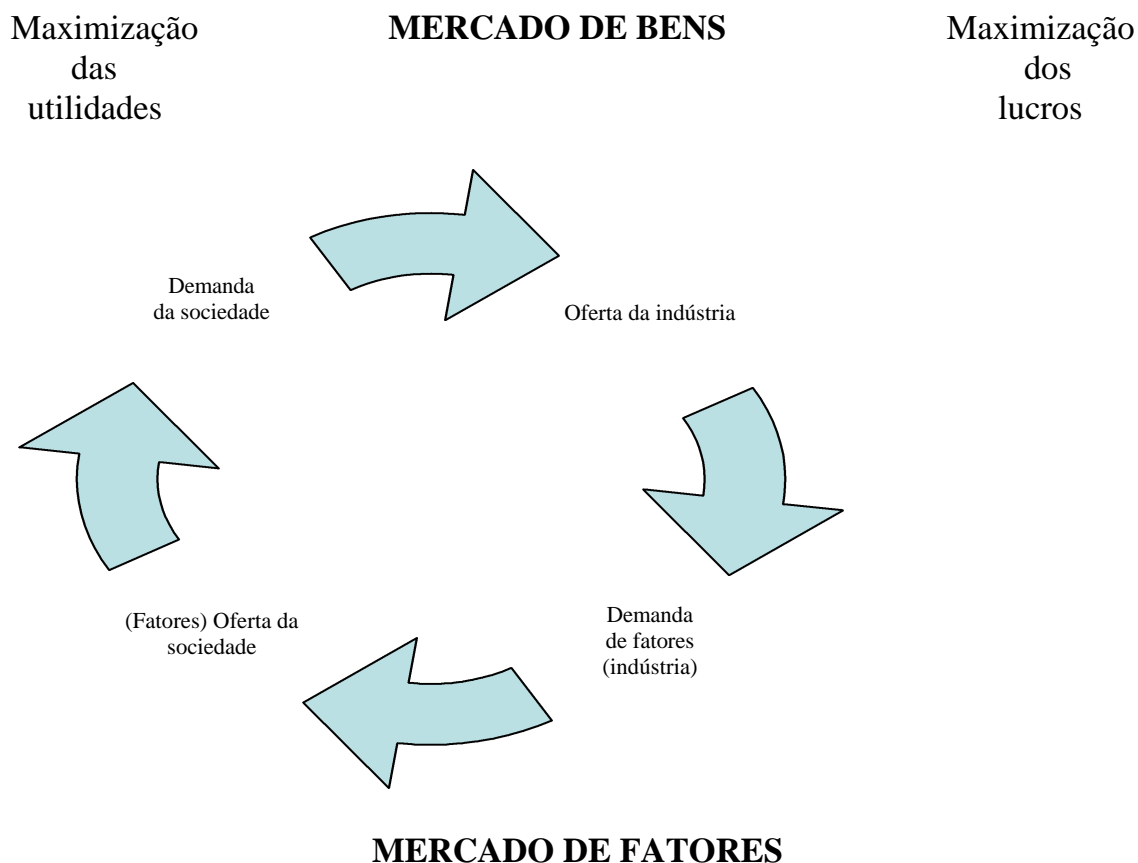 Maximização
das
utilidades
MERCADO DE BENS
Maximização
dos
lucros
Demanda
da sociedade
Oferta da indústria
(Fatores) Oferta da
sociedade
Demanda
de fatores
(indústria)
MERCADO DE FATORES